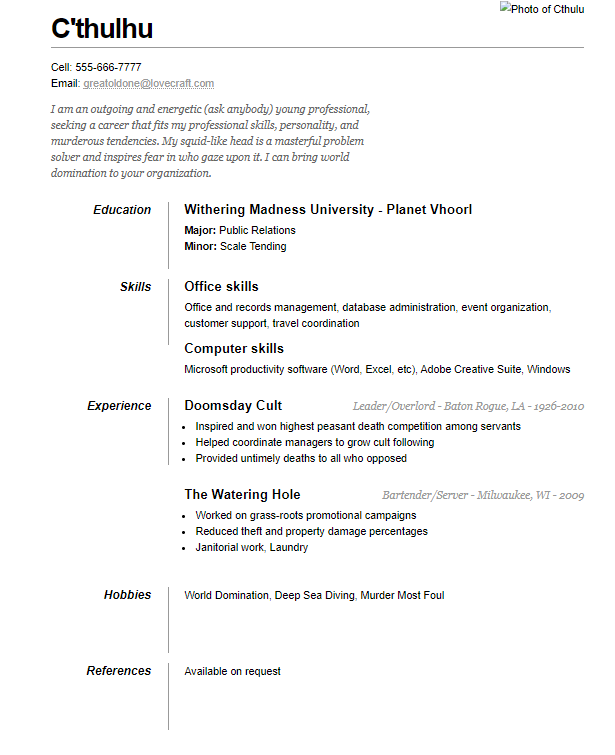 Photo of Cthulu
C'thulhu
Cell: 555-666-7777
Email: greatoldone@lovecraft.com
I am an outgoing and energetic (ask anybody) young professional,
seeking a career that fits my professional skills, personality, and
murderous tendencies. My squid-like head is a masterful problem
solver and inspires fear in who gaze upon it. I can bring world
domination to your organization.
Education
Withering Madness University - Planet Vhoorl
Major: Public Relations
Minor: Scale Tending
Skills
Office skills
Office and records management, database administration, event organization,
customer support, travel coordination
Computer skills
Microsoft productivity software (Word, Excel, etc), Adobe Creative Suite, Windows
Experience
Doomsday Cult Leader/Overlord - Baton Rogue, LA - 1926-2010
• Inspired and won highest peasant death competition among servants
• Helped coordinate managers to grow cult following
• Provided untimely deaths to all who opposed
The Watering Hole Bartender/Server - Milwaukee, WI - 2009
• Worked on grass-roots promotional campaigns
• Reduced theft and property damage percentages
• Janitorial work, Laundry
Hobbies
World Domination, Deep Sea Diving, Murder Most Foul
References
Available on request